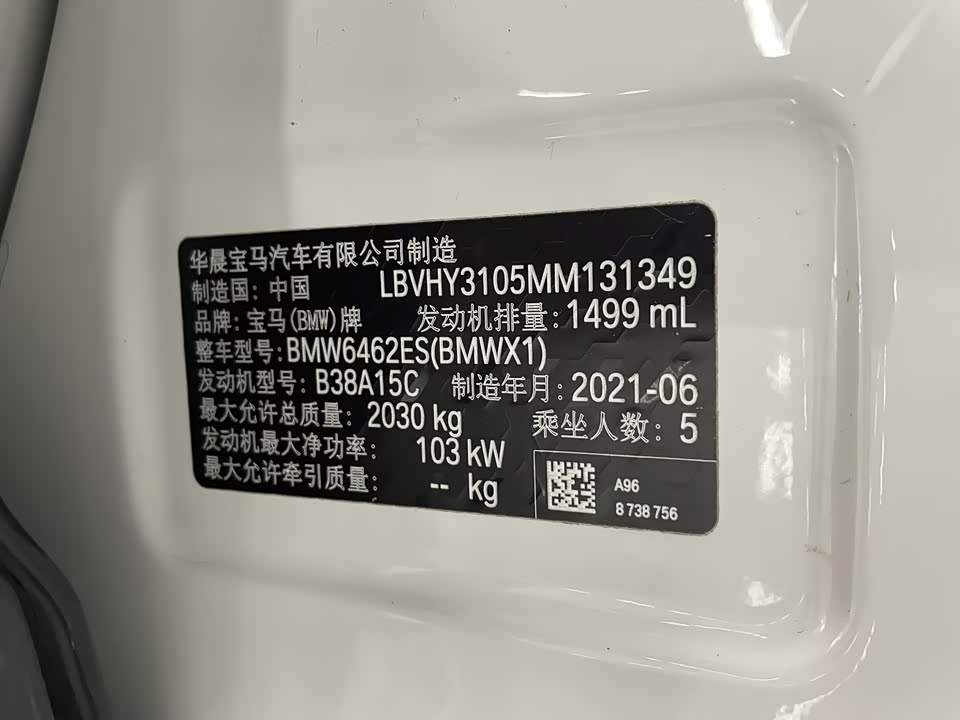 华晨宝马汽车有限公司制造
制造国：中国 LBVHY3105MM131349
品牌：宝马(BMW)牌 发动机排量：1499 mL
整车型号：BMW6462ES(BMWX1)
发动机型号：B38A15C 制造年月：2021-06
最大允许总质量：2030 kg 乘坐人数：5
发动机最大净功率： 103 kW
最大允许牵引质量： -- kg
A96
8 738 756